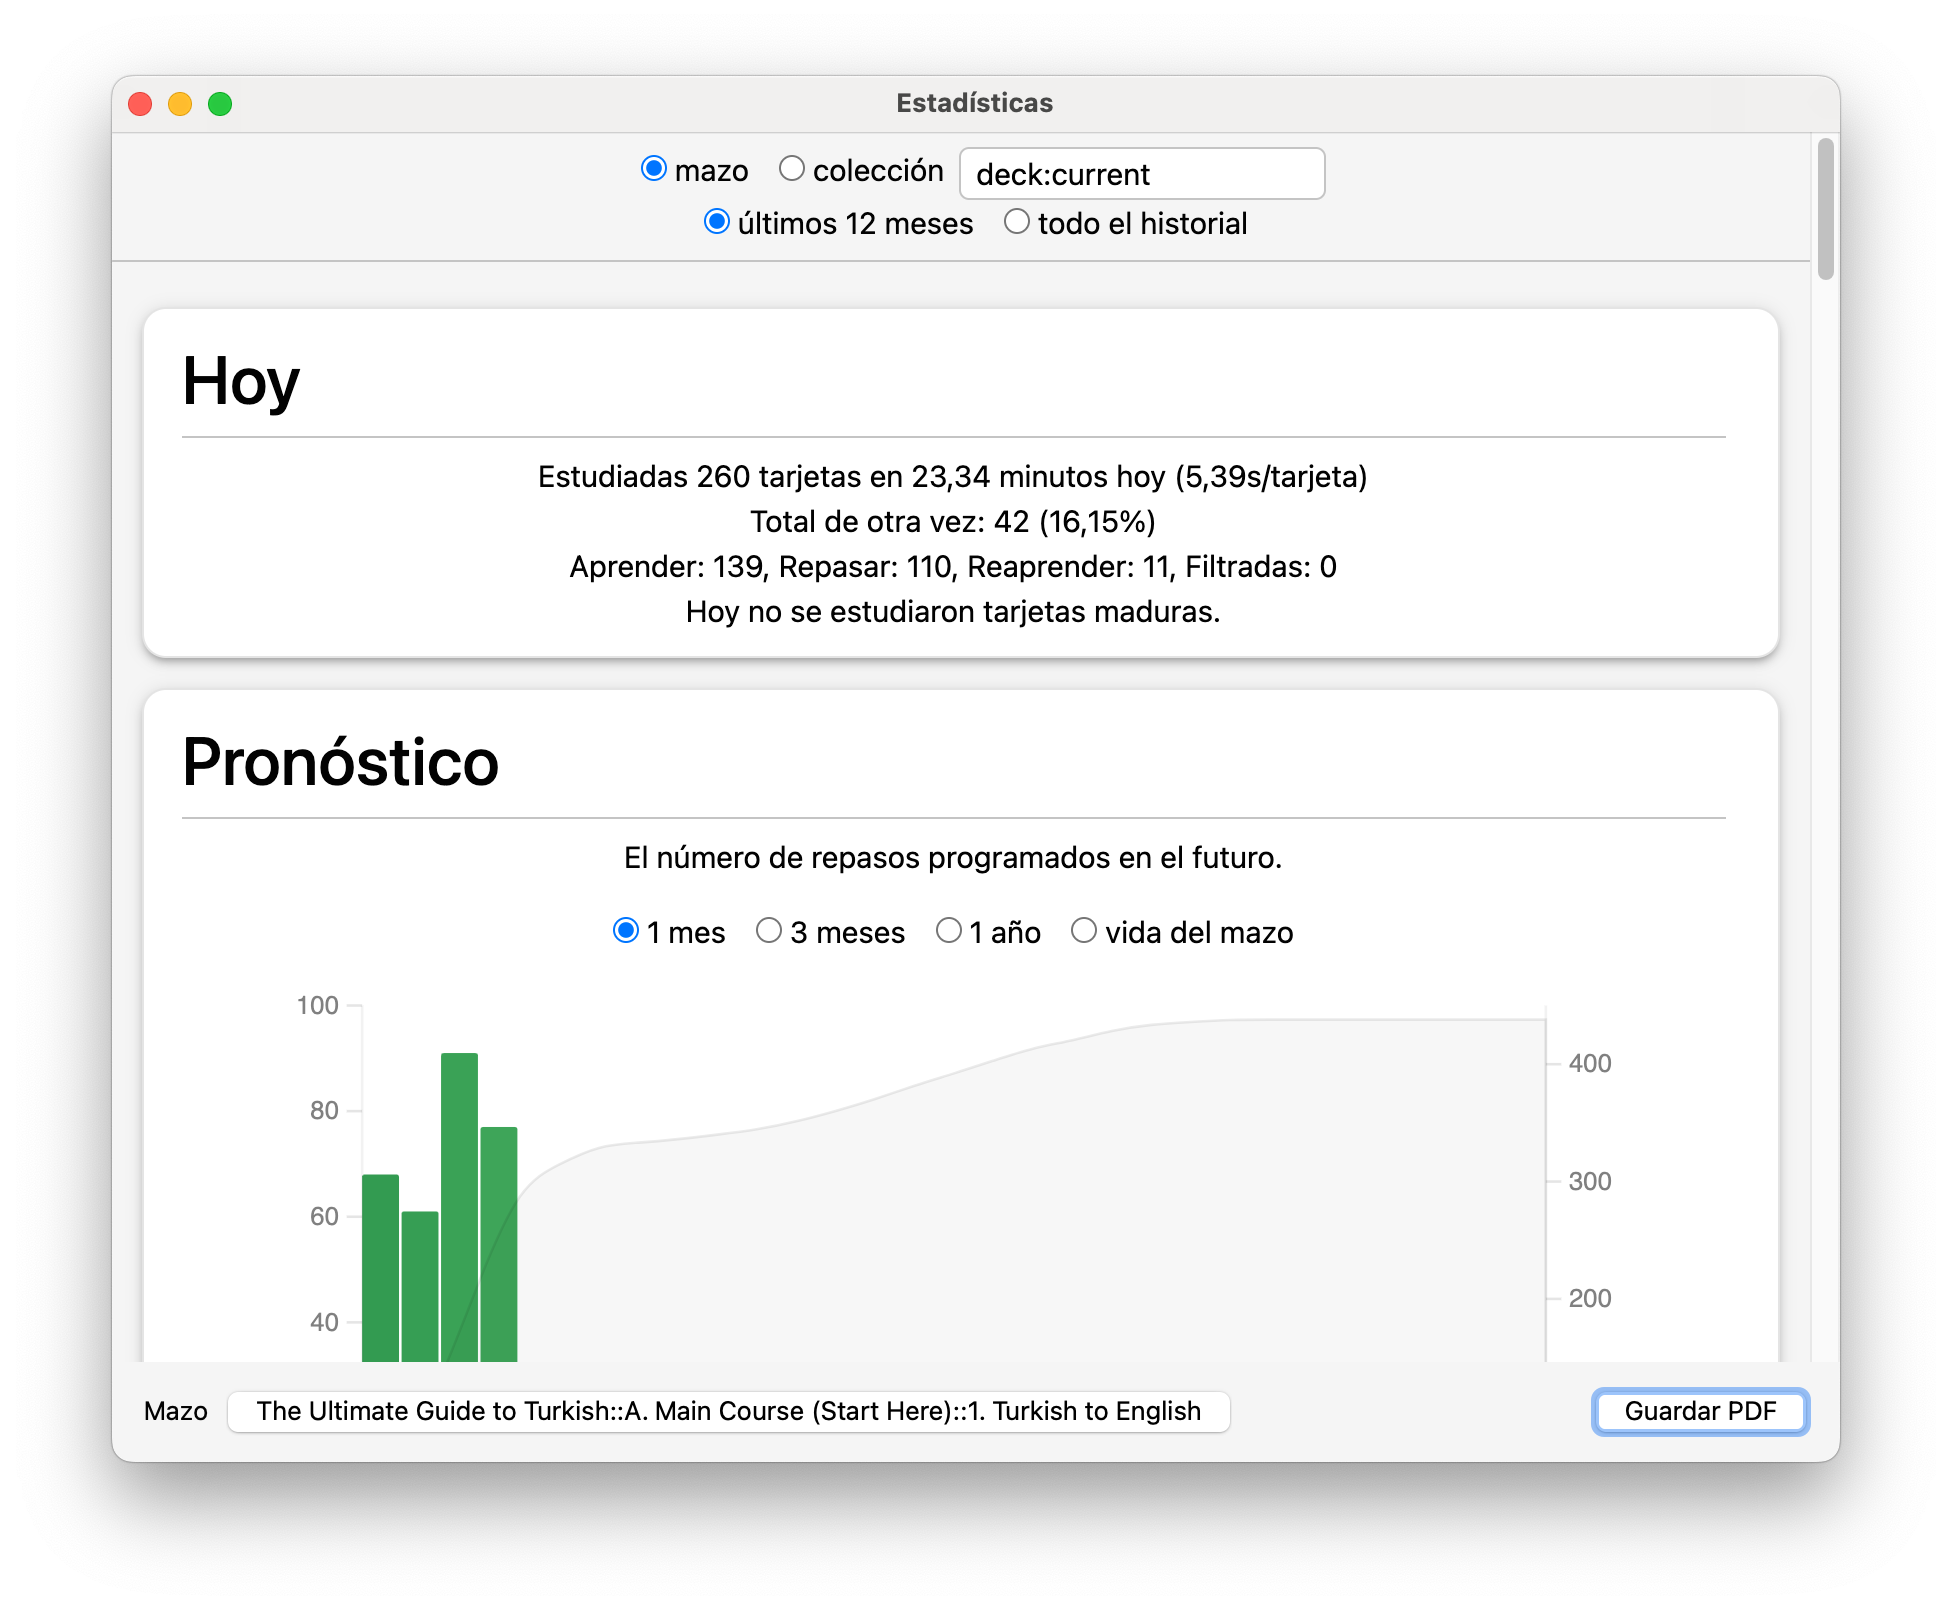 Estadísticas
mazo colección deck:current
últimos 12 meses todo el historial
Hoy
Estudiadas 260 tarjetas en 23,34 minutos hoy (5,39s/tarjeta)
Total de otra vez: 42 (16,15%)
Aprender: 139, Repasar: 110, Reaprender: 11, Filtradas: 0
Hoy no se estudiaron tarjetas maduras.
Pronóstico
El número de repasos programados en el futuro.
1 mes 3 meses 1 año vida del mazo
100
400
80
300
60
200
40
Mazo The Ultimate Guide to Turkish::A. Main Course (Start Here)::1. Turkish to English Guardar PDF